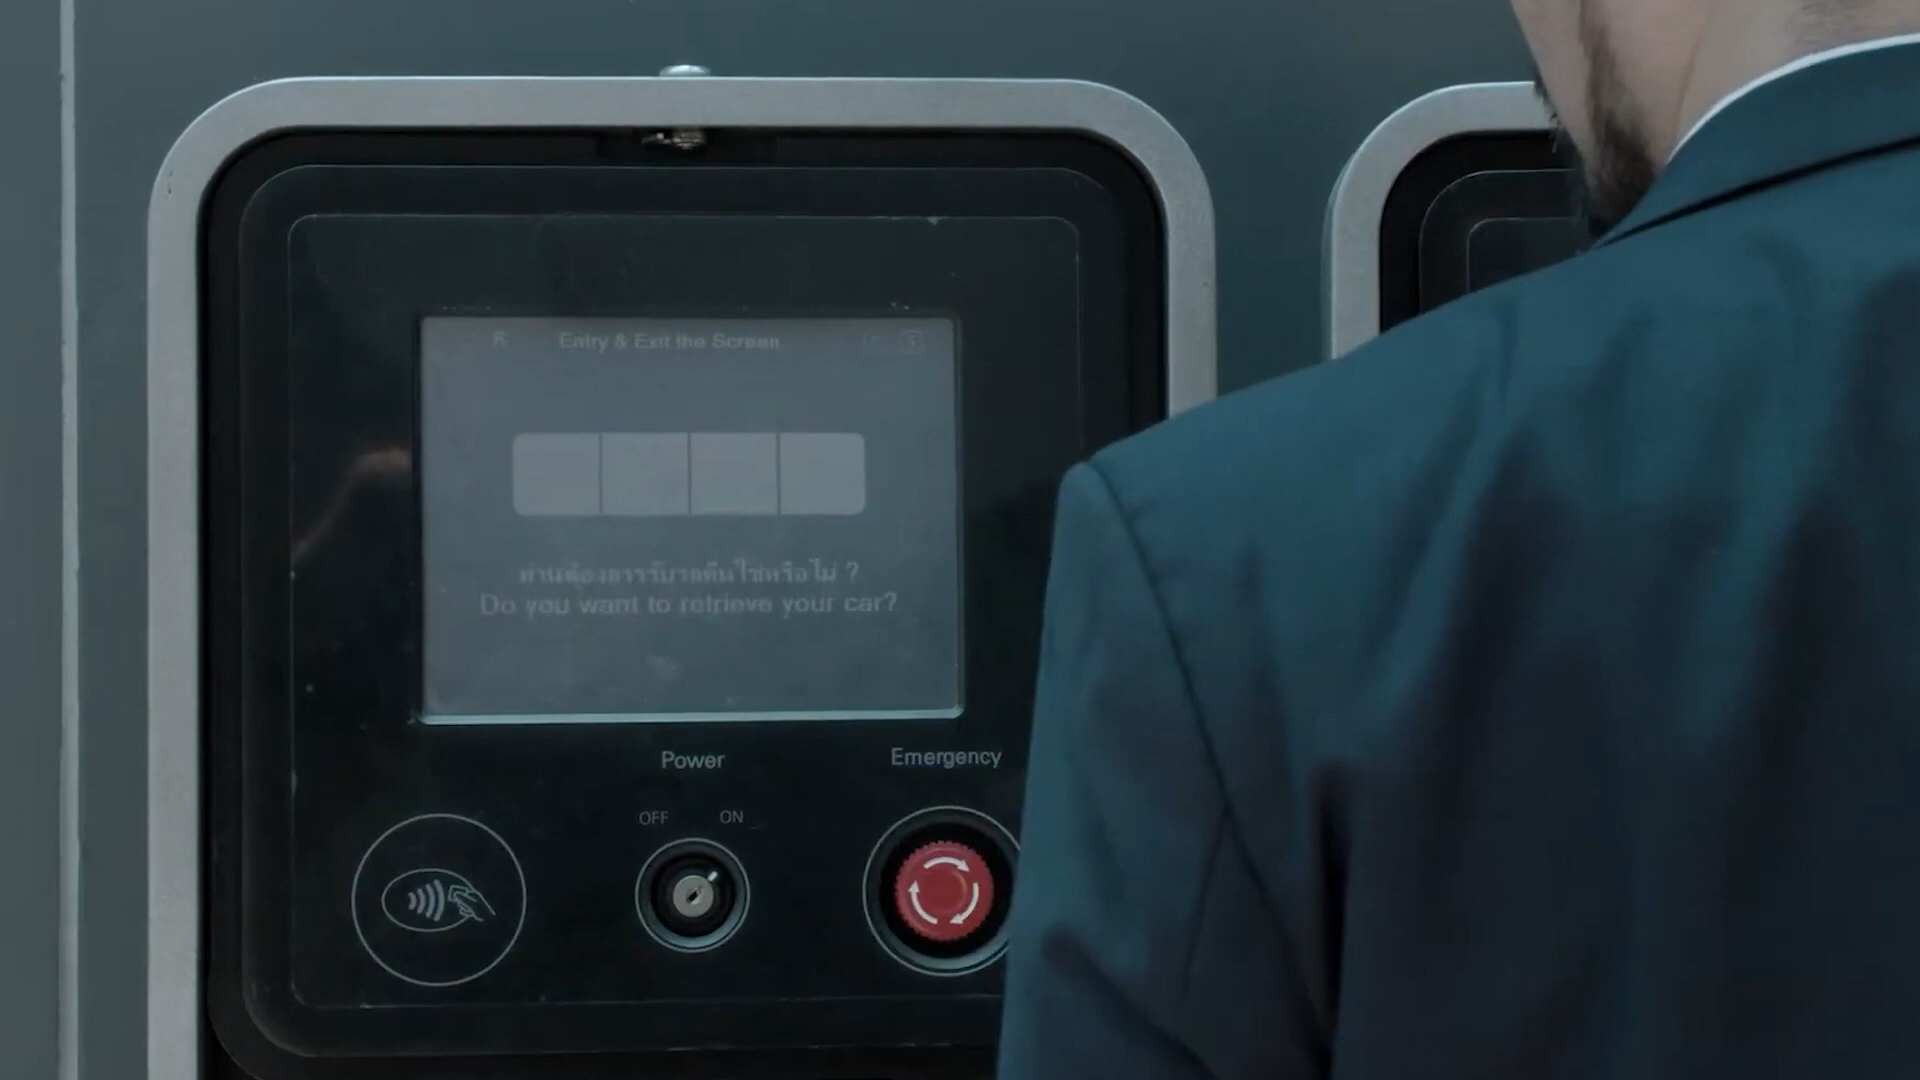 R Entry & Exit the Screen S
ท่านต้องการรับรถคืนใช่หรือไม่ ?
Do you want to retrieve your car?
Power
Emergency
OFF ON